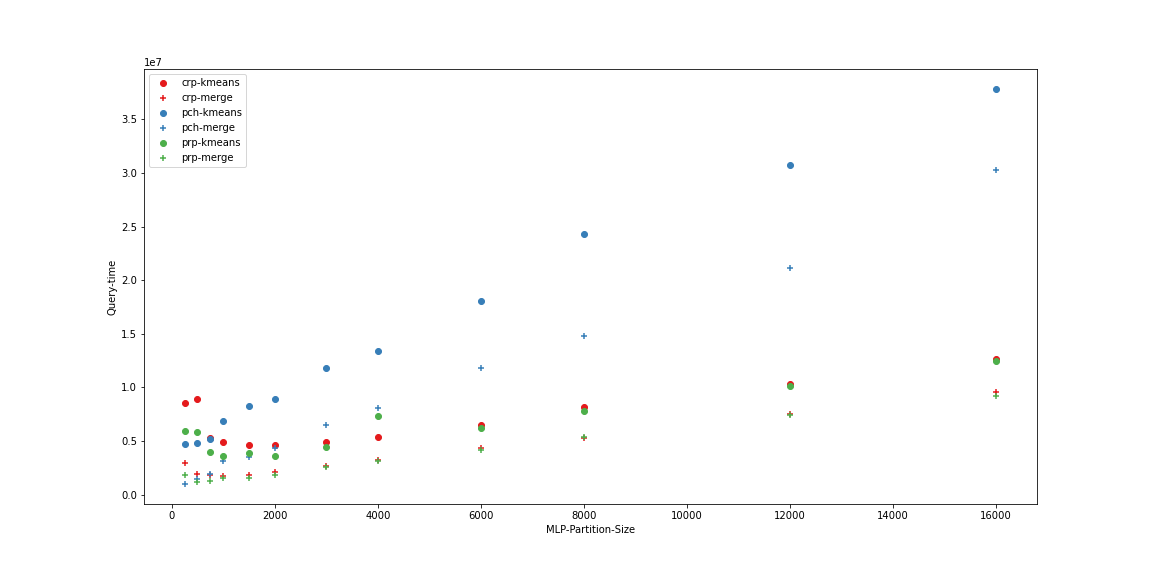 1e7
crp-kmeans
crp-merge
pch-kmeans
pch-merge
prp-kmeans
prp-merge
3.5
3.0
2.5
2.0
1.5
1.0
0.5
0.0
Query-time
0 2000 4000 6000 8000 10000 12000 14000 16000
MLP-Partition-Size